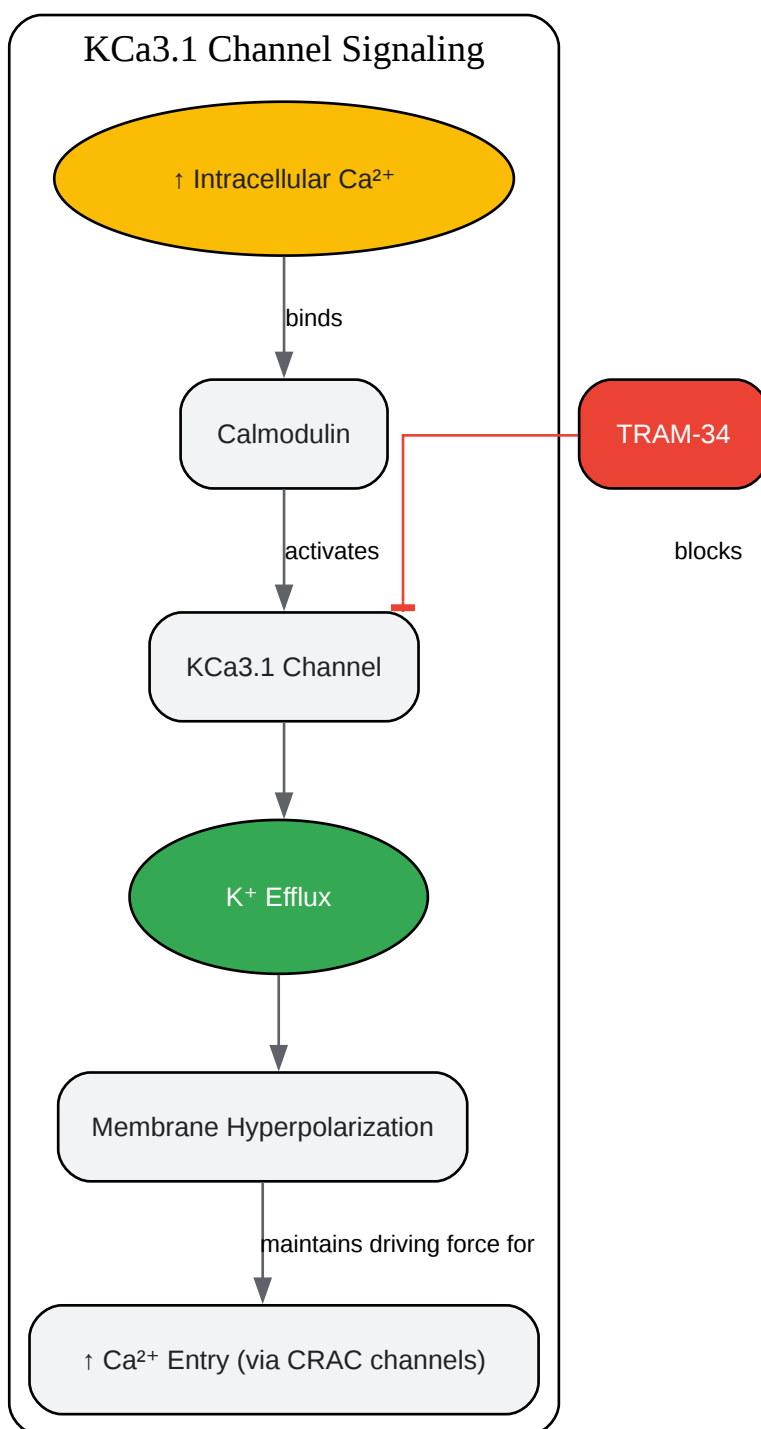 KCa3.1 Channel Signaling
↑ Intracellular Ca²⁺
binds
Calmodulin
TRAM-34
activates
blocks
KCa3.1 Channel
K⁺ Efflux
Membrane Hyperpolarization
maintains driving force for
↑ Ca²⁺ Entry (via CRAC channels)